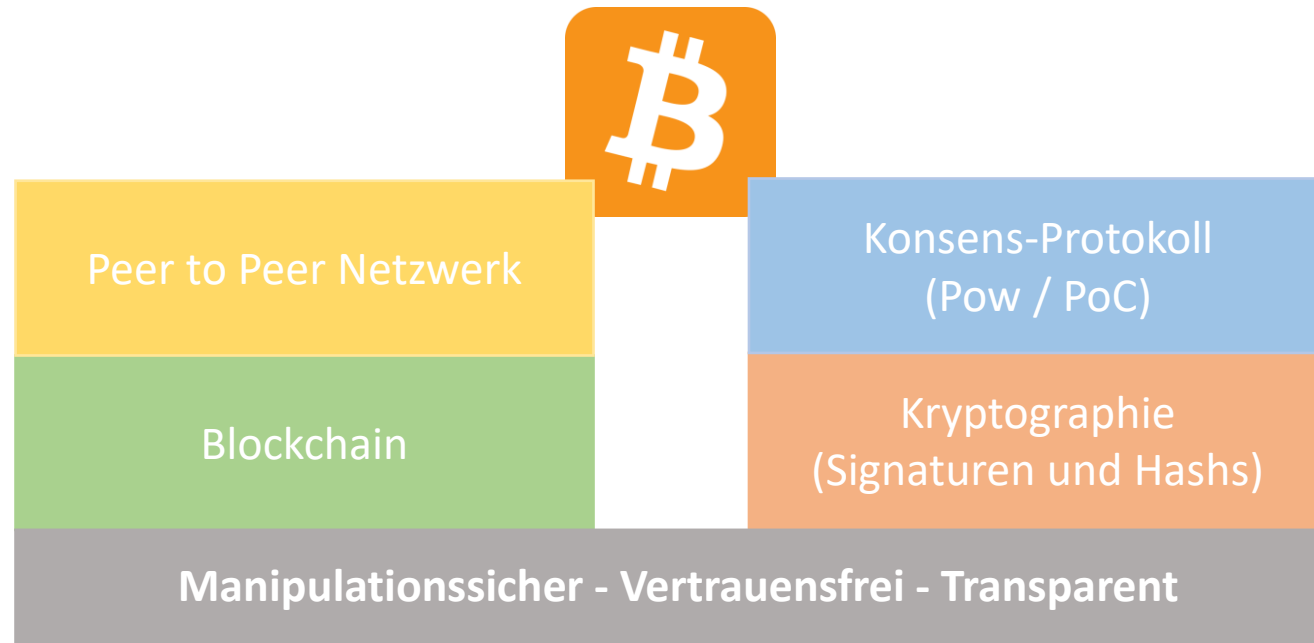 Peer to Peer Netzwerk
Konsens-Protokoll
(Pow / PoC)
Blockchain
Kryptographie
(Signaturen und Hashs)
Manipulationssicher - Vertrauensfrei - Transparent